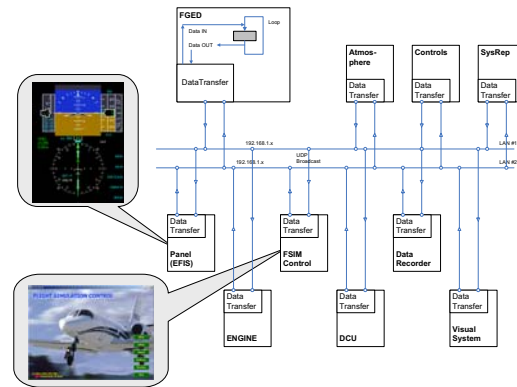 FGED
Loop
Data IN
Data OUT
DataTransfer
Atmos-
phere
Data
Transfer
Controls
Data
Transfer
SysRep
Data
Transfer
192.168.1.x
LAN #1
UDP
Broadcast
192.168.1.x
LAN #2
Data
Transfer
Panel
(EFIS)
Data
Transfer
FSIM
Control
Data
Transfer
Data
Recorder
FLIGHT SIMULATION CONTROL
Data
Transfer
ENGINE
Data
Transfer
DCU
Data
Transfer
Visual
System